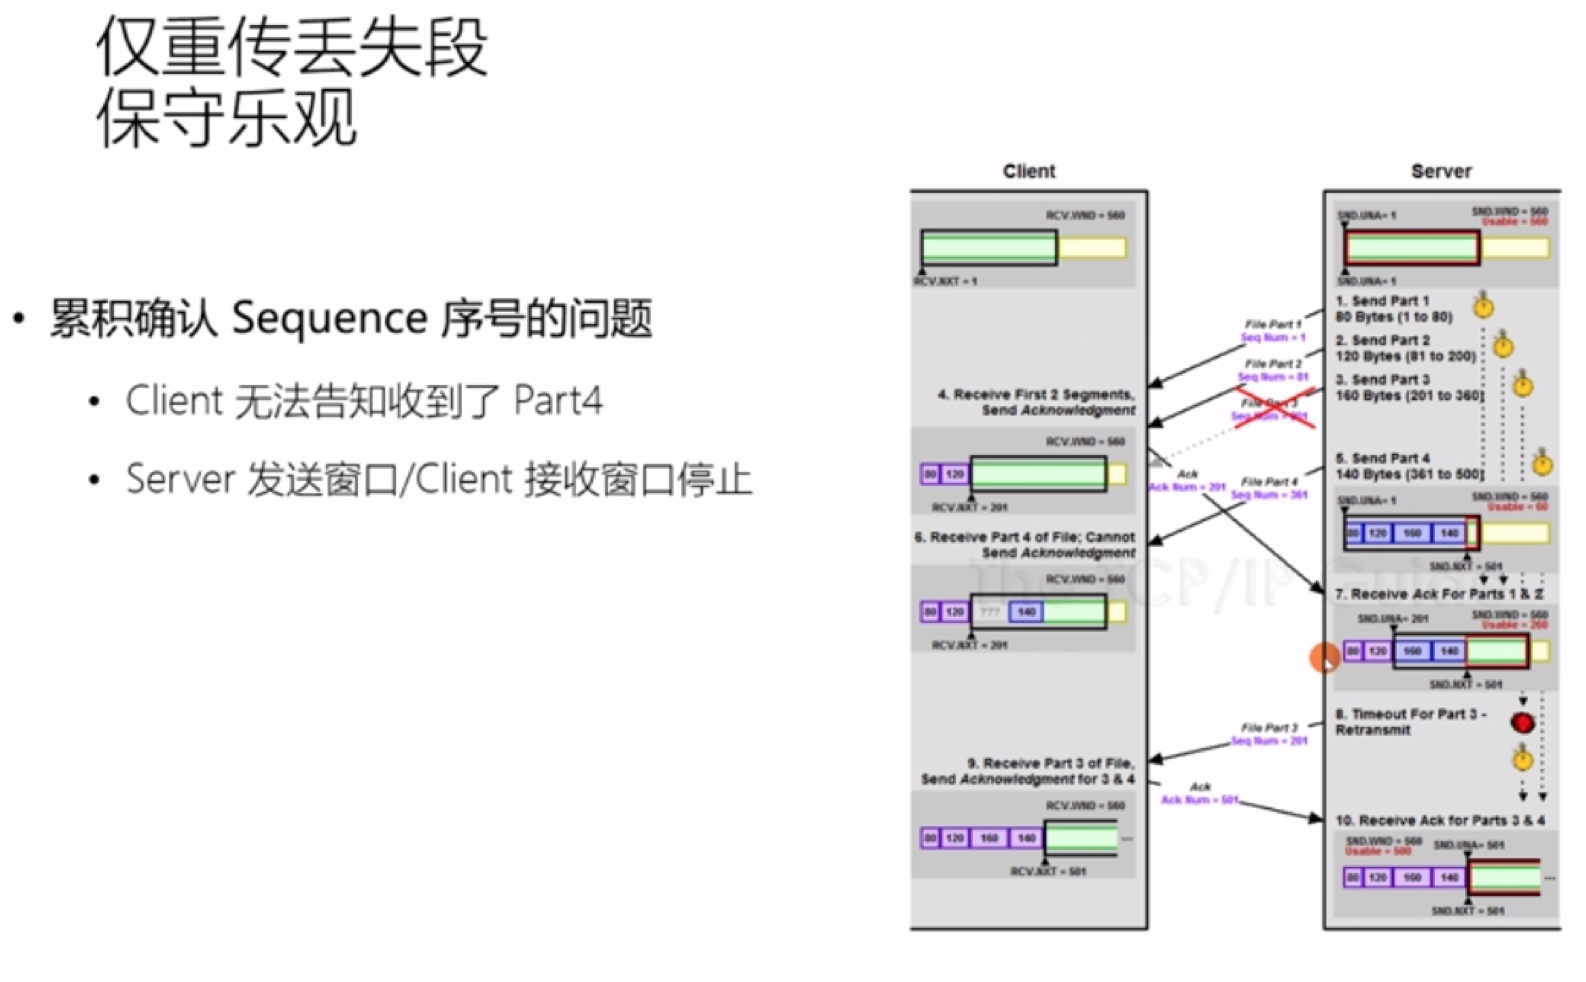 仅重传丢失段
保守乐观
• 累积确认 Sequence 序号的问题
• Client 无法告知收到了 Part4
• Server 发送窗口/Client 接收窗口停止
Client
RCV.WND = 560
RCV.NXT = 1
4. Receive First 2 Segments,
Send Acknowledgment
RCV.WND = 560
80 120
RCV.NXT = 201
6. Receive Part 4 of File; Cannot
Send Acknowledgment
RCV.WND = 560
80 120 ??? 140
RCV.NXT = 201
9. Receive Part 3 of File,
Send Acknowledgment for 3 & 4
RCV.WND = 560
80 120 160 140 ...
RCV.NXT = 501
File Part 1
Seq Num = 1
File Part 2
Seq Num = 81
File Part 3
Seq Num = 201
Ack
Ack Num = 201
File Part 4
Seq Num = 361
File Part 3
Seq Num = 201
Ack
Ack Num = 501
The TCP/IP Guide
Server
SND.UNA= 1
SND.WND = 560
Usable = 560
SND.UNA= 1
1. Send Part 1
80 Bytes (1 to 80)
2. Send Part 2
120 Bytes (81 to 200)
3. Send Part 3
160 Bytes (201 to 360)
5. Send Part 4
140 Bytes (361 to 500)
SND.UNA= 1
SND.WND = 560
Usable = 60
80 120 160 140
SND.NXT = 501
7. Receive Ack For Parts 1 & 2
SND.UNA= 201
SND.WND = 560
Usable = 260
80 120 160 140
SND.NXT = 501
8. Timeout For Part 3 -
Retransmit
10. Receive Ack for Parts 3 & 4
SND.WND = 560
Usable = 500
SND.UNA= 501
80 120 160 140 ...
SND.NXT = 501